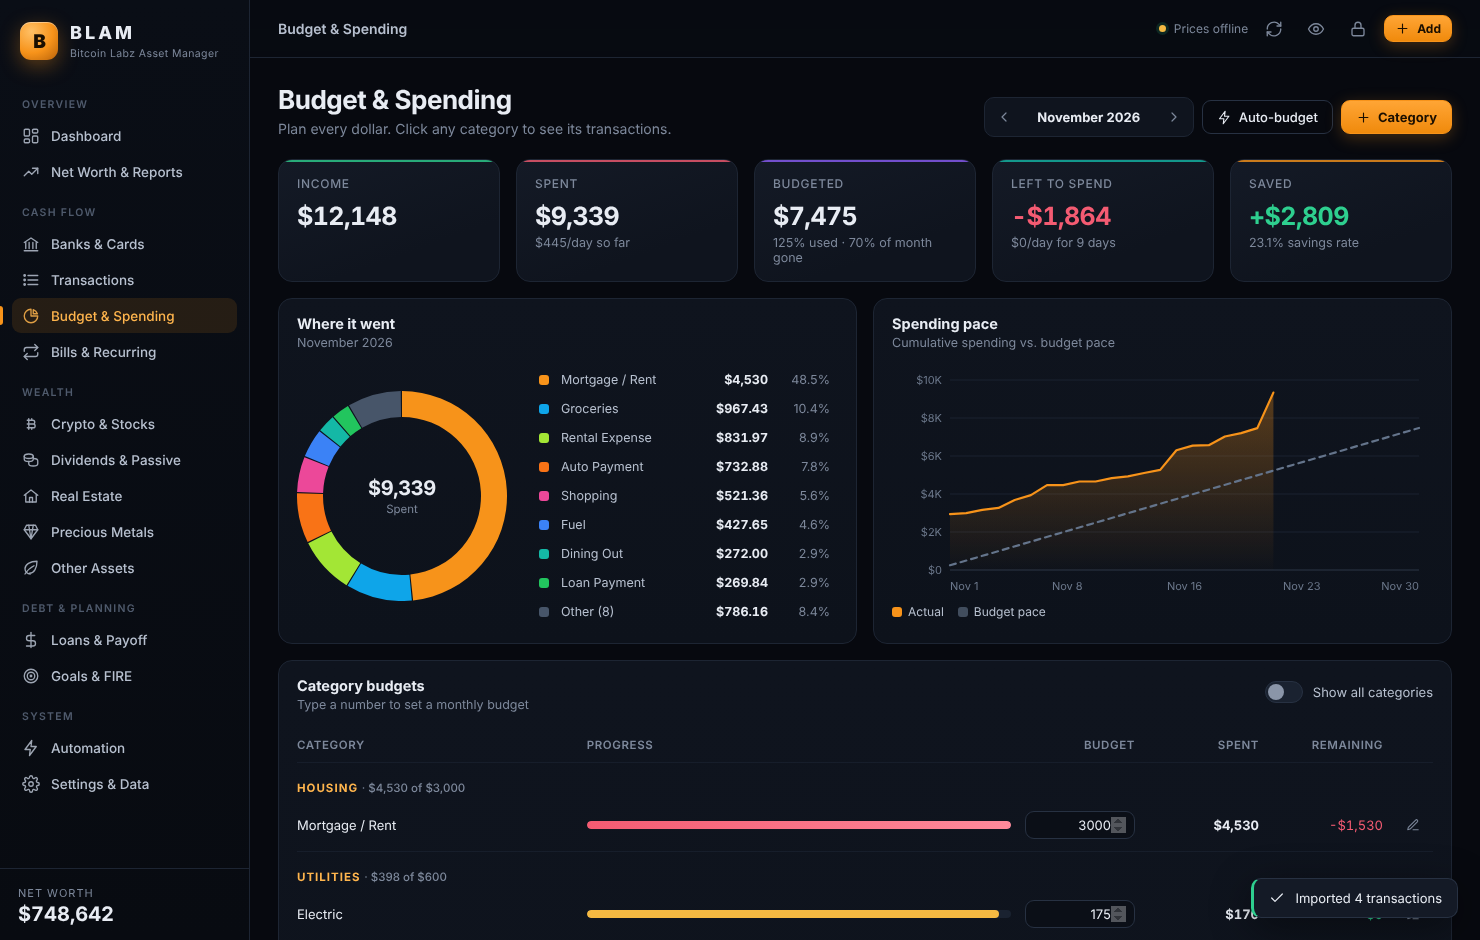 B
BLAM
Bitcoin Labz Asset Manager
OVERVIEW
Dashboard
Net Worth & Reports
CASH FLOW
Banks & Cards
Transactions
Budget & Spending
Bills & Recurring
WEALTH
Crypto & Stocks
Dividends & Passive
Real Estate
Precious Metals
Other Assets
DEBT & PLANNING
Loans & Payoff
Goals & FIRE
SYSTEM
Automation
Settings & Data
NET WORTH
$748,642
Budget & Spending
Prices offline
Add
Budget & Spending
Plan every dollar. Click any category to see its transactions.
November 2026
Auto-budget
Category
INCOME
$12,148
SPENT
$9,339
$445/day so far
BUDGETED
$7,475
125% used · 70% of month
gone
LEFT TO SPEND
-$1,864
$0/day for 9 days
SAVED
+$2,809
23.1% savings rate
Where it went
November 2026
$9,339
Spent
Mortgage / Rent $4,530 48.5%
Groceries $967.43 10.4%
Rental Expense $831.97 8.9%
Auto Payment $732.88 7.8%
Shopping $521.36 5.6%
Fuel $427.65 4.6%
Dining Out $272.00 2.9%
Loan Payment $269.84 2.9%
Other (8) $786.16 8.4%
Spending pace
Cumulative spending vs. budget pace
$10K
$8K
$6K
$4K
$2K
$0
Nov 1 Nov 8 Nov 16 Nov 23 Nov 30
Actual Budget pace
Category budgets
Type a number to set a monthly budget
Show all categories
CATEGORY PROGRESS BUDGET SPENT REMAINING
HOUSING · $4,530 of $3,000
Mortgage / Rent 3000 $4,530 -$1,530
UTILITIES · $398 of $600
Electric 175
Imported 4 transactions